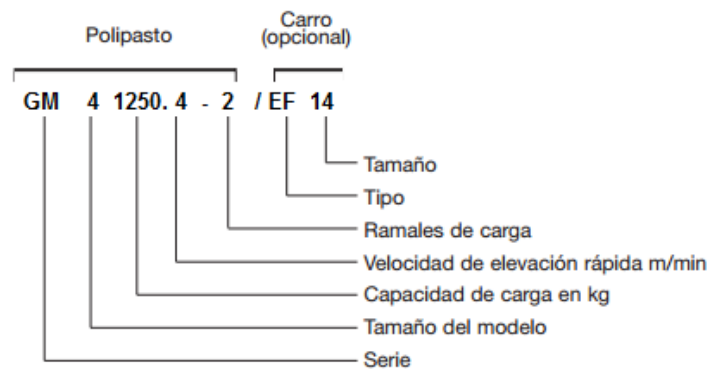 Polipasto
Carro
(opcional)
GM 4 1250. 4 - 2 / EF 14
Tamaño
Tipo
Ramales de carga
Velocidad de elevación rápida m/min
Capacidad de carga en kg
Tamaño del modelo
Serie